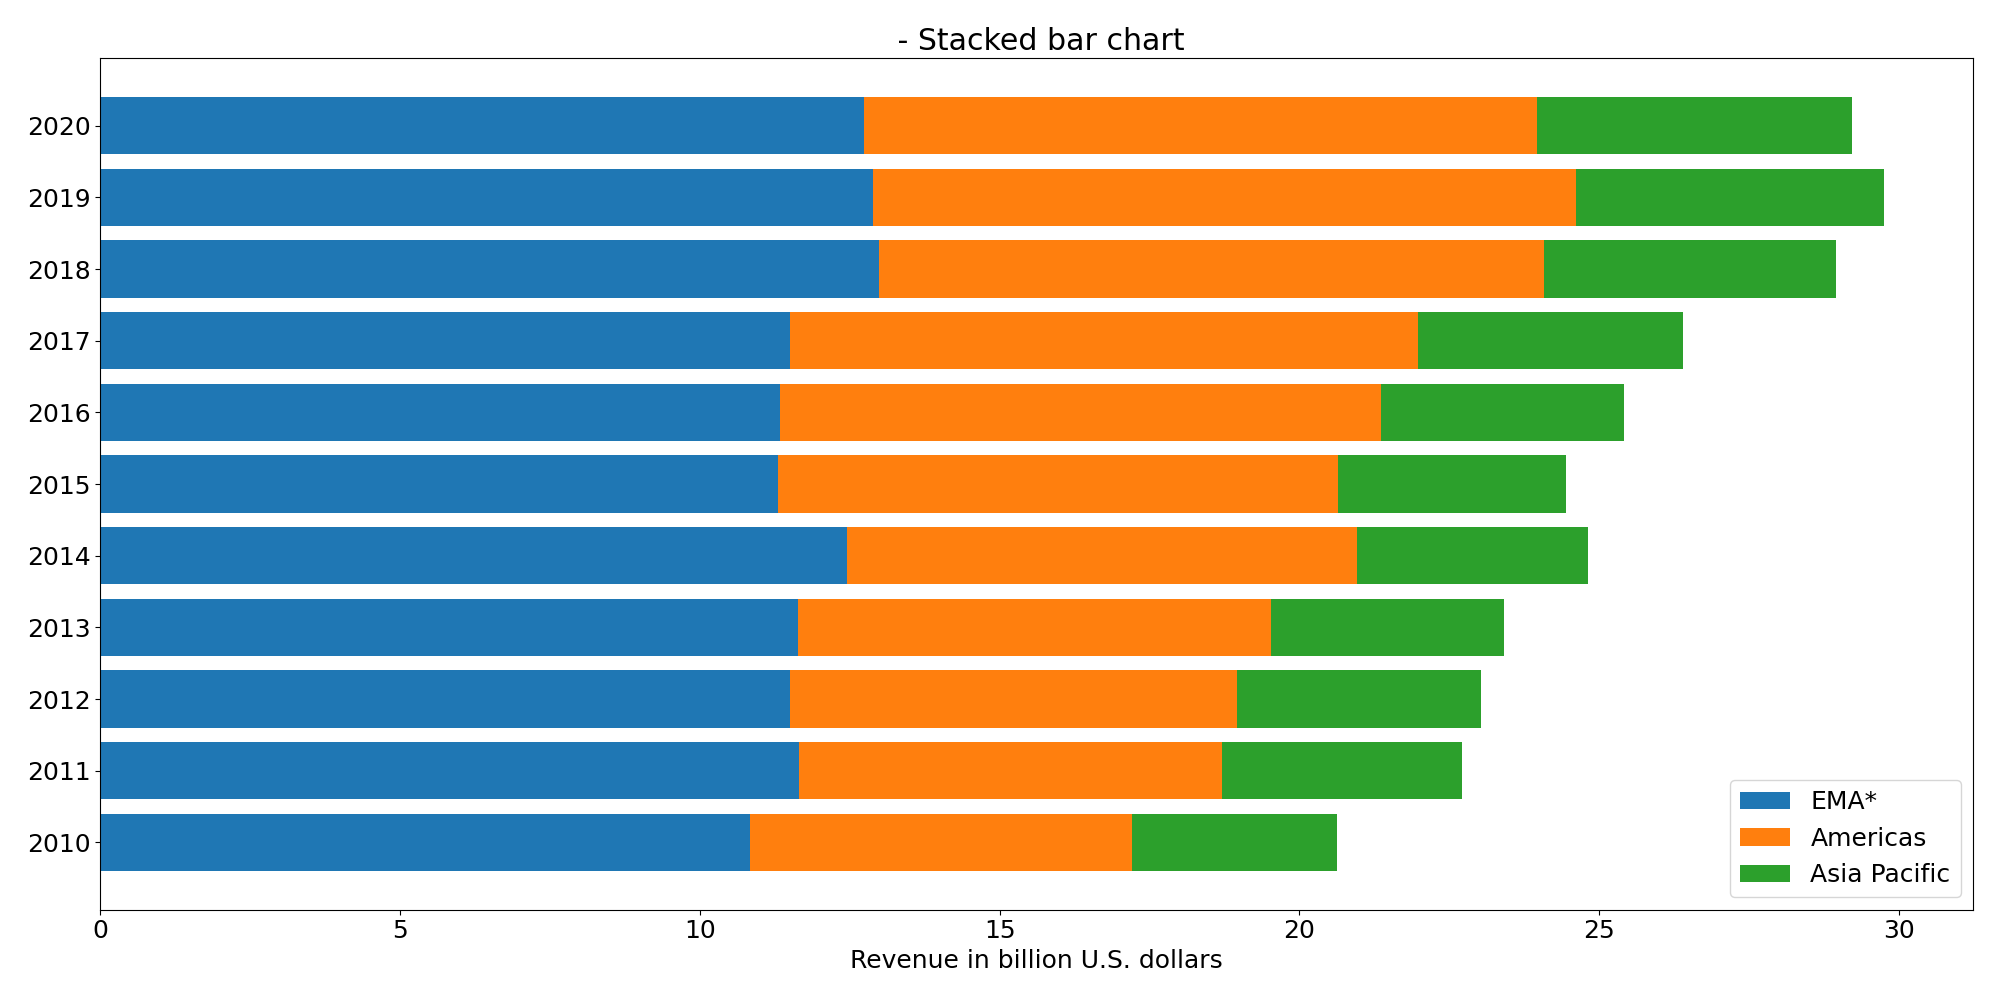 - Stacked bar chart
2020
2019
2018
2017
2016
2015
2014
2013
2012
2011
2010
EMA*
Americas
Asia Pacific
0 5 10 15 20 25 30
Revenue in billion U.S. dollars